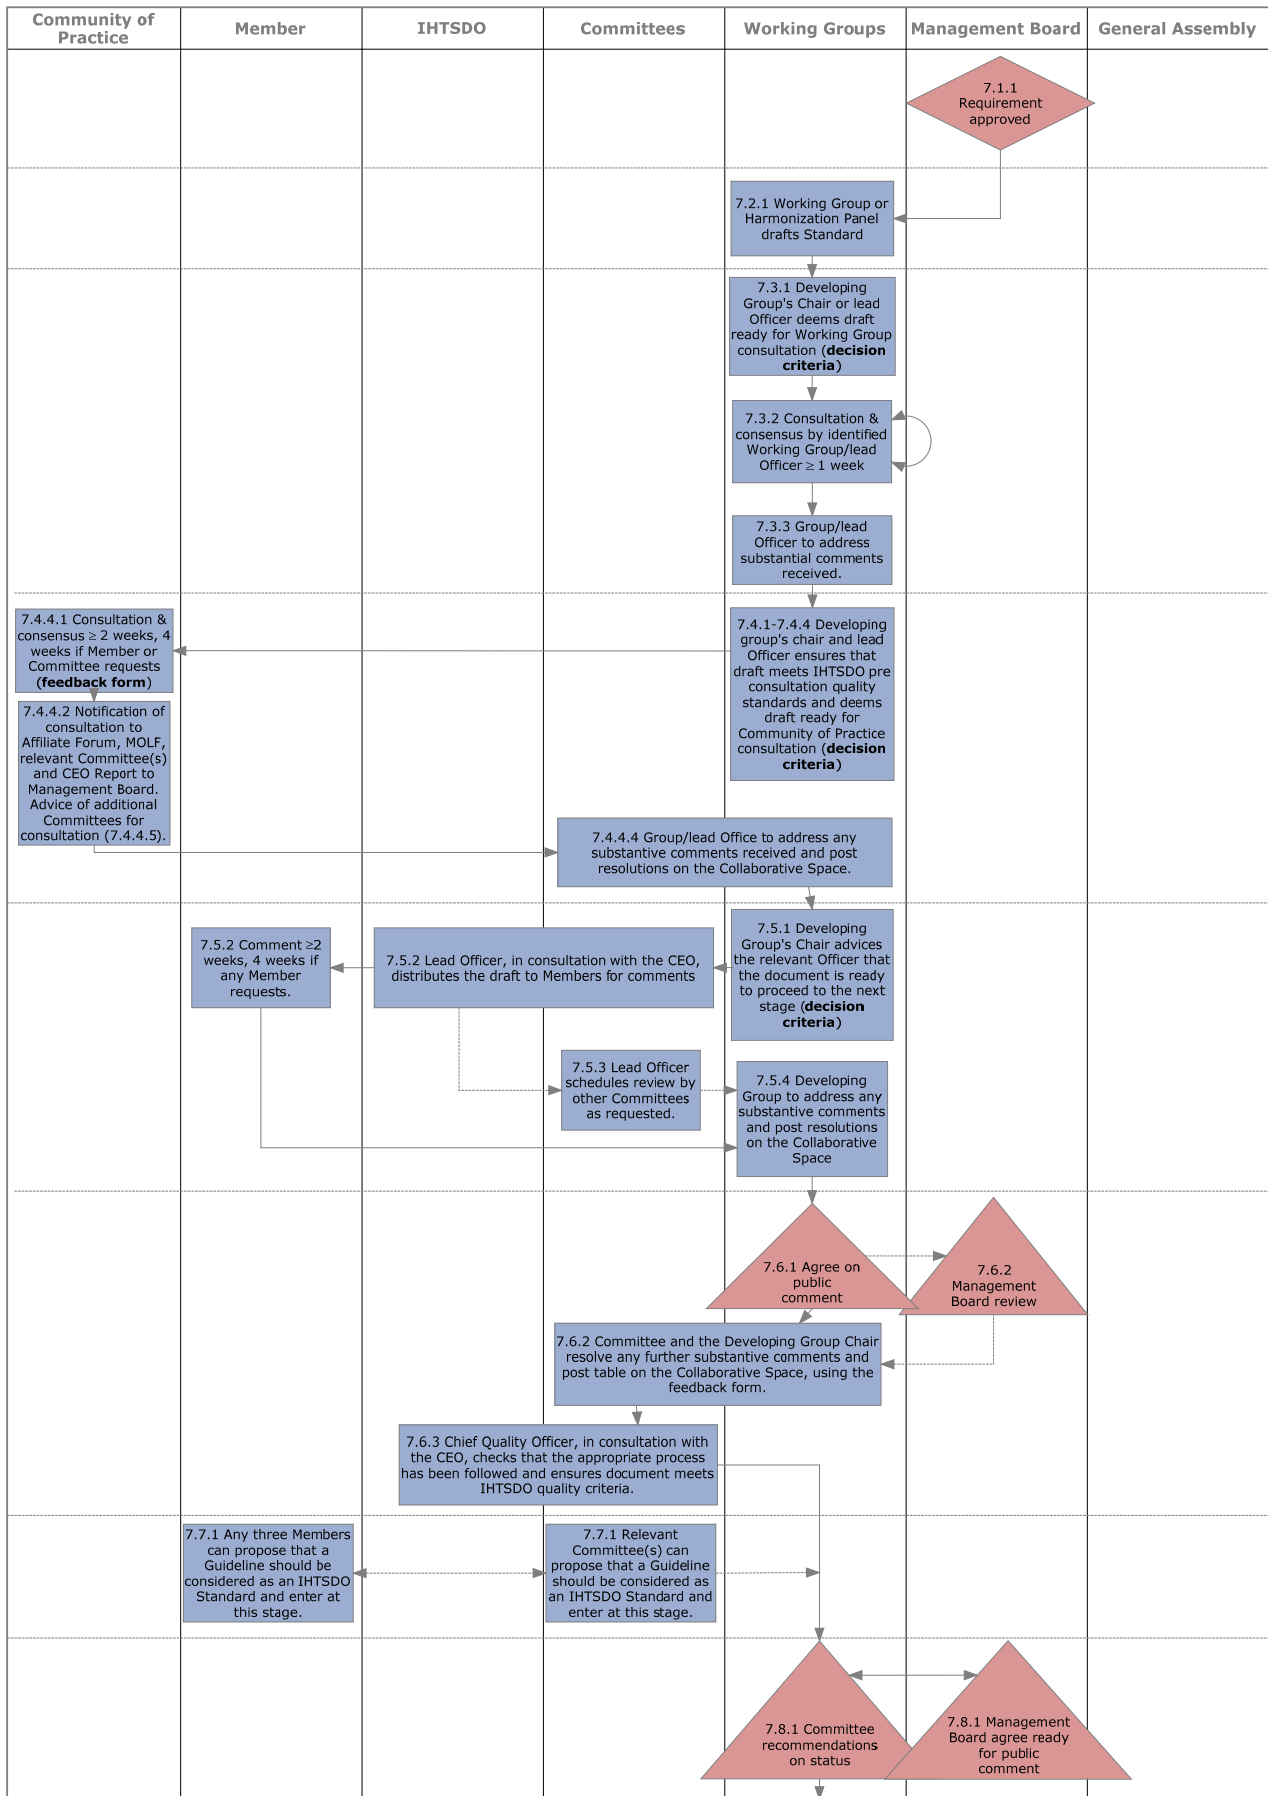 Community of
Practice
Member
IHTSDO
Committees
Working Groups
Management Board
General Assembly
7.1.1
Requirement
approved
7.2.1 Working Group or
Harmonization Panel
drafts Standard
7.3.1 Developing
Group's Chair or lead
Officer deems draft
ready for Working Group
consultation (decision
criteria)
7.3.2 Consultation &
consensus by identified
Working Group/lead
Officer ≥ 1 week
7.3.3 Group/lead
Officer to address
substantial comments
received.
7.4.4.1 Consultation &
consensus ≥ 2 weeks, 4
weeks if Member or
Committee requests
(feedback form)
7.4.1-7.4.4 Developing
group's chair and lead
Officer ensures that
draft meets IHTSDO pre
consultation quality
standards and deems
draft ready for
Community of Practice
consultation (decision
criteria)
7.4.4.2 Notification of
consultation to
Affiliate Forum, MOLF,
relevant Committee(s)
and CEO Report to
Management Board.
Advice of additional
Committees for
consultation (7.4.4.5).
7.4.4.4 Group/lead Office to address any
substantive comments received and post
resolutions on the Collaborative Space.
7.5.2 Comment ≥2
weeks, 4 weeks if
any Member
requests.
7.5.2 Lead Officer, in consultation with the CEO,
distributes the draft to Members for comments
7.5.1 Developing
Group's Chair advices
the relevant Officer that
the document is ready
to proceed to the next
stage (decision
criteria)
7.5.3 Lead Officer
schedules review by
other Committees
as requested.
7.5.4 Developing
Group to address any
substantive comments
and post resolutions
on the Collaborative
Space
7.6.1 Agree on
public
comment
7.6.2
Management
Board review
7.6.2 Committee and the Developing Group Chair
resolve any further substantive comments and
post table on the Collaborative Space, using the
feedback form.
7.6.3 Chief Quality Officer, in consultation with
the CEO, checks that the appropriate process
has been followed and ensures document meets
IHTSDO quality criteria.
7.7.1 Any three Members
can propose that a
Guideline should be
considered as an IHTSDO
Standard and enter at
this stage.
7.7.1 Relevant
Committee(s) can
propose that a Guideline
should be considered as
an IHTSDO Standard and
enter at this stage.
7.8.1 Committee
recommendations
on status
7.8.1 Management
Board agree ready
for public
comment